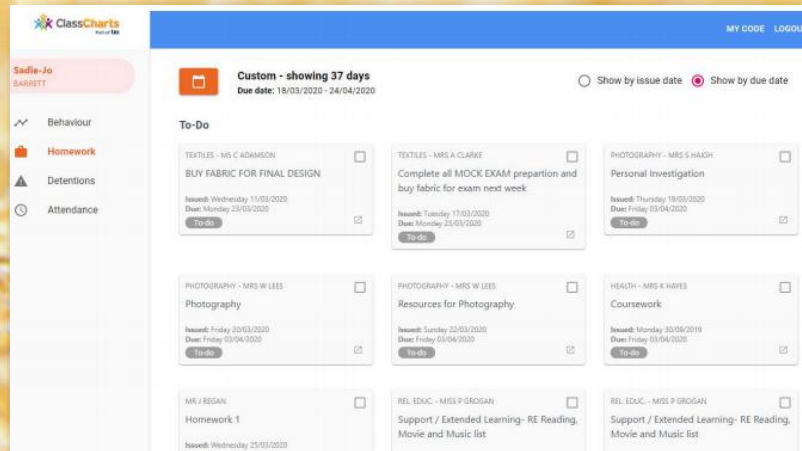 ClassCharts
Part of tes
MY CODE LOGOU
Sadie-Jo
BARRETT
Behaviour
Homework
Detentions
Attendance
Custom - showing 37 days
Due date: 18/03/2020 - 24/04/2020
Show by issue date Show by due date
To-Do
TEXTILES - MS C ADAMSON
BUY FABRIC FOR FINAL DESIGN
Issued: Wednesday 11/03/2020
Due: Monday 23/03/2020
To-do
TEXTILES - MRS A CLARKE
Complete all MOCK EXAM prepartion and
buy fabric for exam next week
Issued: Tuesday 17/03/2020
Due: Monday 23/03/2020
To-do
PHOTOGRAPHY - MRS S HAIGH
Personal Investigation
Issued: Thursday 19/03/2020
Due: Friday 03/04/2020
To-do
PHOTOGRAPHY - MRS W LEES
Photography
Issued: Friday 20/03/2020
Due: Friday 03/04/2020
To-do
PHOTOGRAPHY - MRS W LEES
Resources for Photography
Issued: Sunday 22/03/2020
Due: Friday 03/04/2020
To-do
HEALTH - MRS K HAYES
Coursework
Issued: Monday 30/09/2019
Due: Friday 03/04/2020
To-do
MR J REGAN
Homework 1
Issued: Wednesday 25/03/2020
REL. EDUC. - MISS P GROGAN
Support / Extended Learning- RE Reading,
Movie and Music list
REL. EDUC. - MISS P GROGAN
Support / Extended Learning- RE Reading,
Movie and Music list